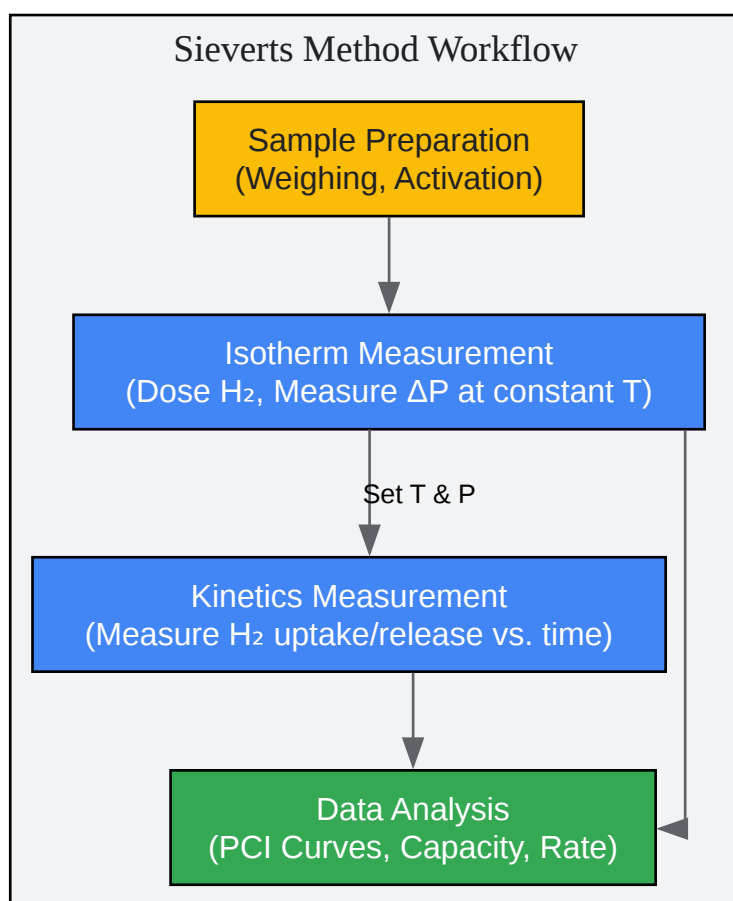 Sieverts Method Workflow
Sample Preparation
(Weighing, Activation)
Isotherm Measurement
(Dose H₂, Measure ΔP at constant T)
Set T & P
Kinetics Measurement
(Measure H₂ uptake/release vs. time)
Data Analysis
(PCI Curves, Capacity, Rate)